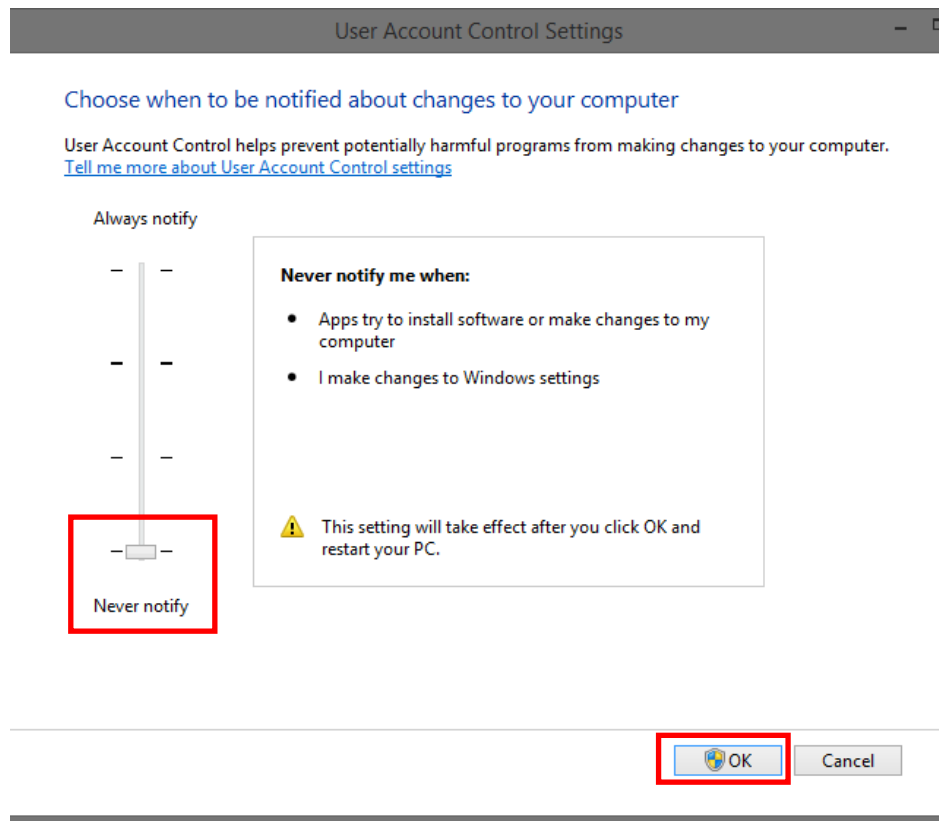 User Account Control Settings
Choose when to be notified about changes to your computer
User Account Control helps prevent potentially harmful programs from making changes to your computer.
Tell me more about User Account Control settings
Always notify
Never notify me when:
Apps try to install software or make changes to my
computer
I make changes to Windows settings
This setting will take effect after you click OK and
restart your PC.
Never notify
OK
Cancel